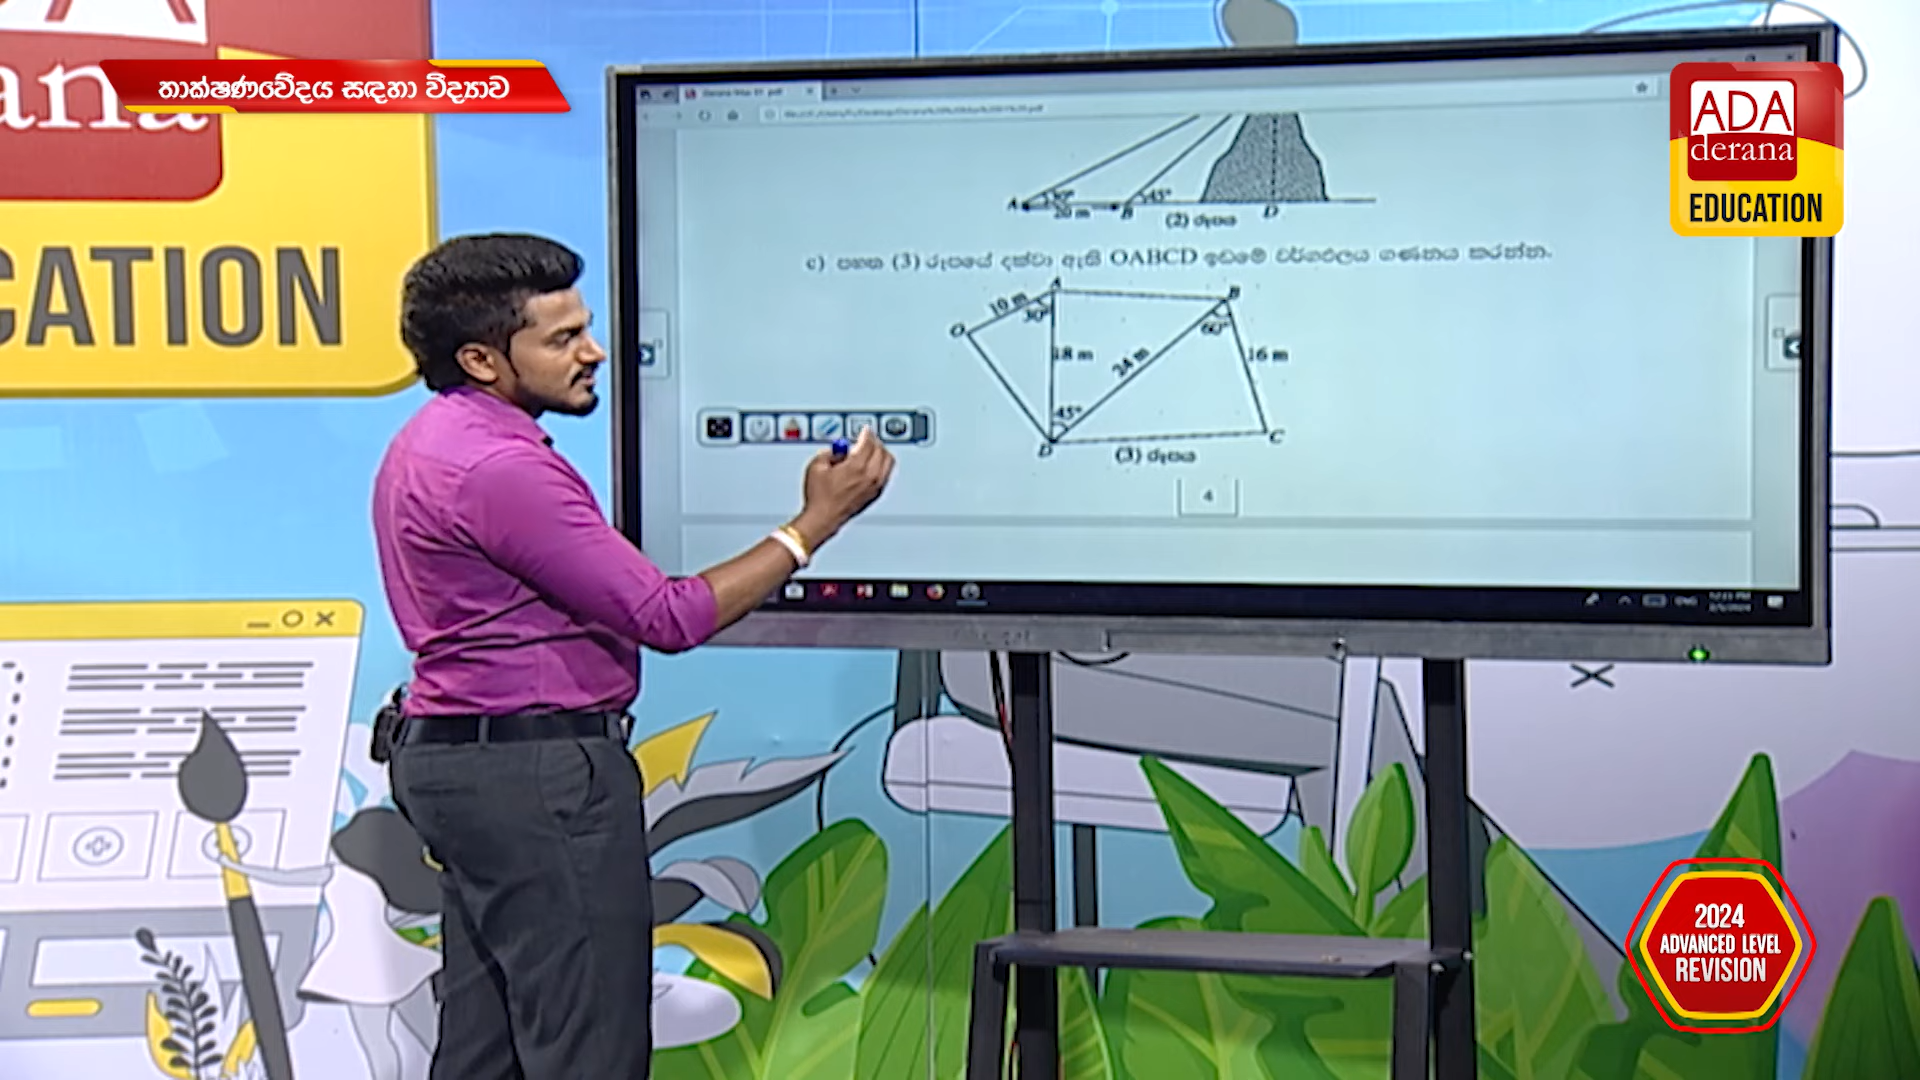 තාක්ෂණවේදය සඳහා විද්‍යාව
ADA
derana
EDUCATION
ana
CATION
A 30° B 45°
20 m (2) රූපය D
c) පහත (3) රූපයේ දක්වා ඇති OABCD ඉඩමේ වර්ගඵලය ගණනය කරන්න.
A
10 m
B
30°
O
60°
18 m
24 m
16 m
45°
D
C
(3) රූපය
4
2024
ADVANCED LEVEL
REVISION